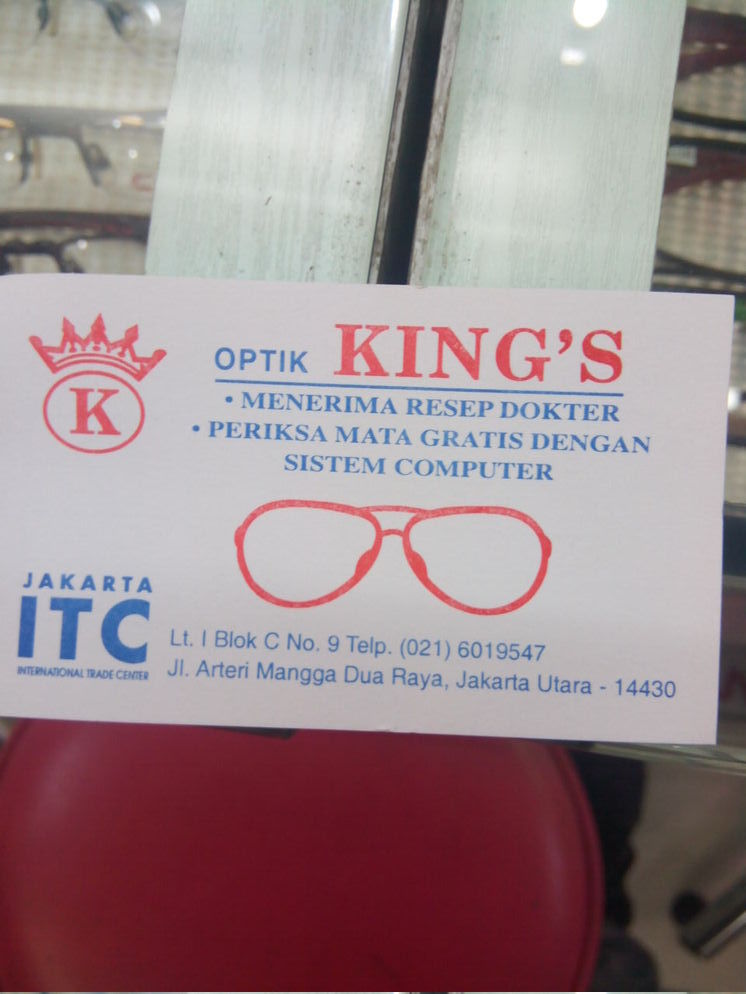 K
OPTIK KING'S
• MENERIMA RESEP DOKTER
• PERIKSA MATA GRATIS DENGAN
SISTEM COMPUTER
JAKARTA
ITC
INTERNATIONAL TRADE CENTER
Lt. I Blok C No. 9 Telp. (021) 6019547
Jl. Arteri Mangga Dua Raya, Jakarta Utara - 14430